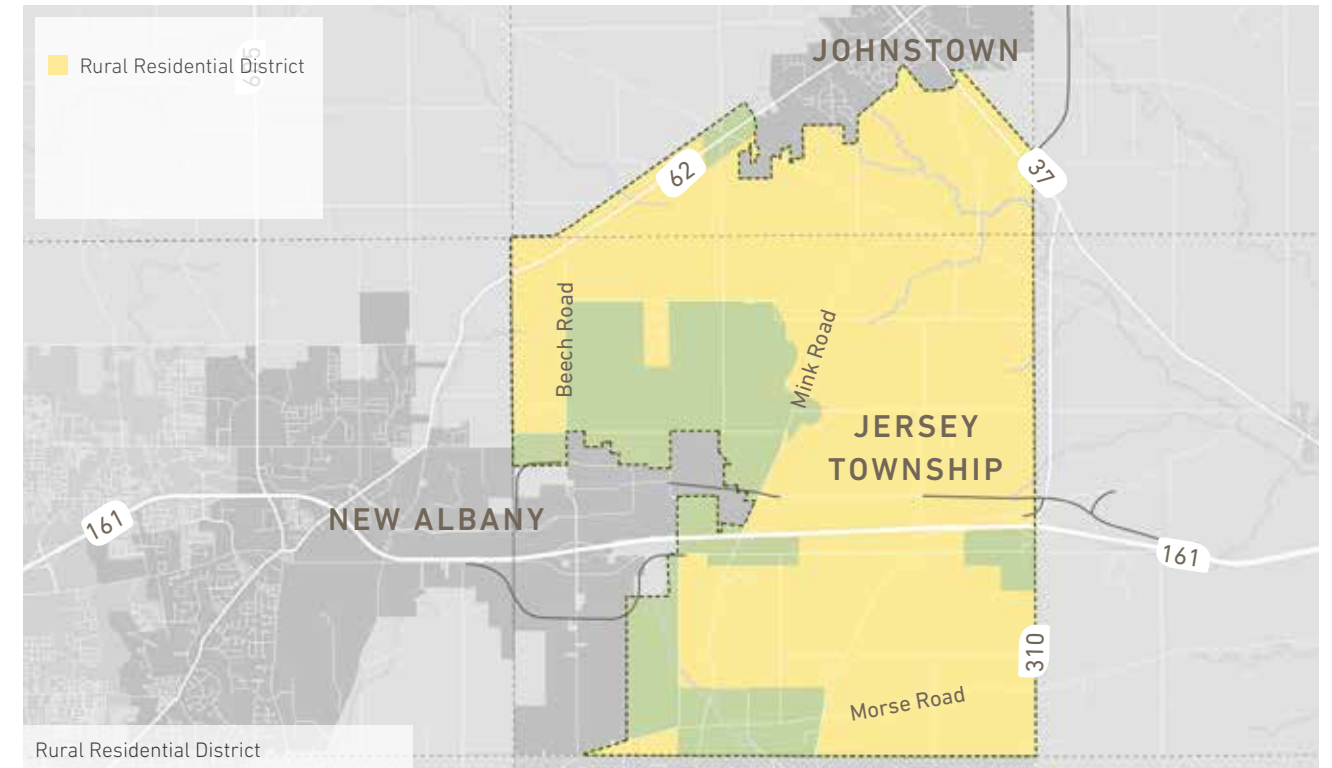 JOHNSTOWN
Rural Residential District
605
62
37
Beech Road
Mink Road
JERSEY
TOWNSHIP
NEW ALBANY
161
161
310
Morse Road
Rural Residential District